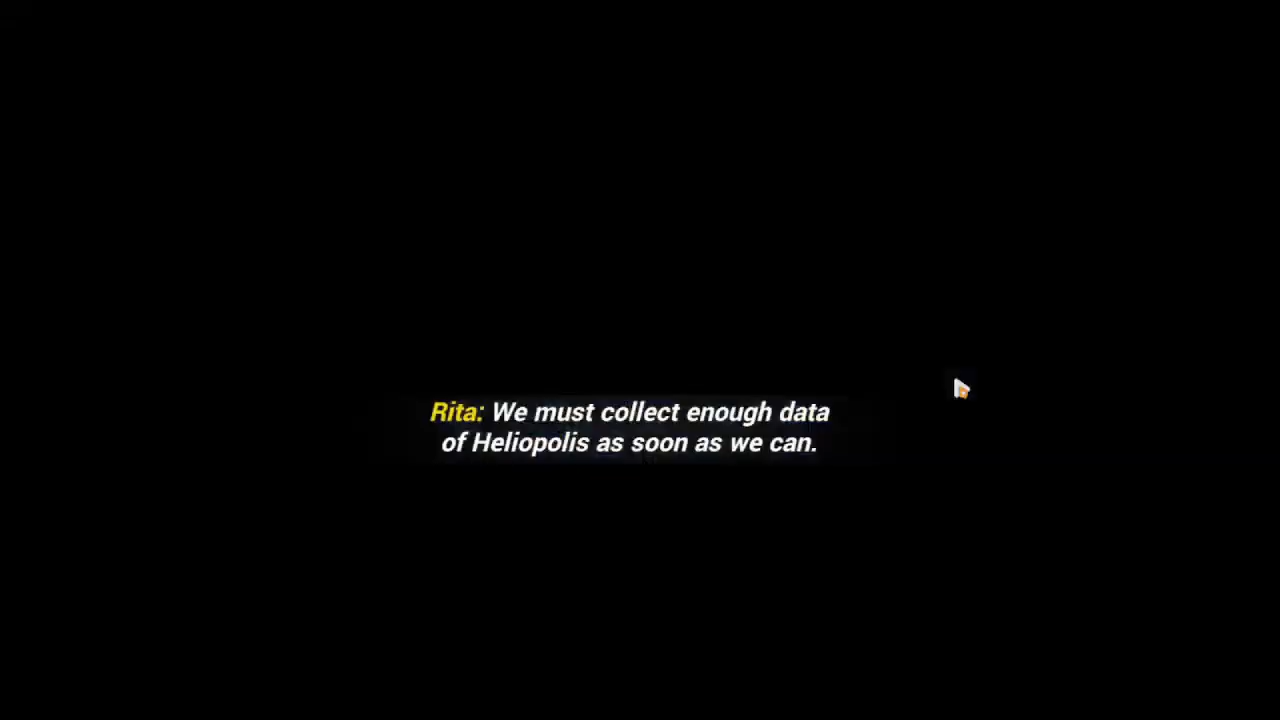 Rita: We must collect enough data
of Heliopolis as soon as we can.